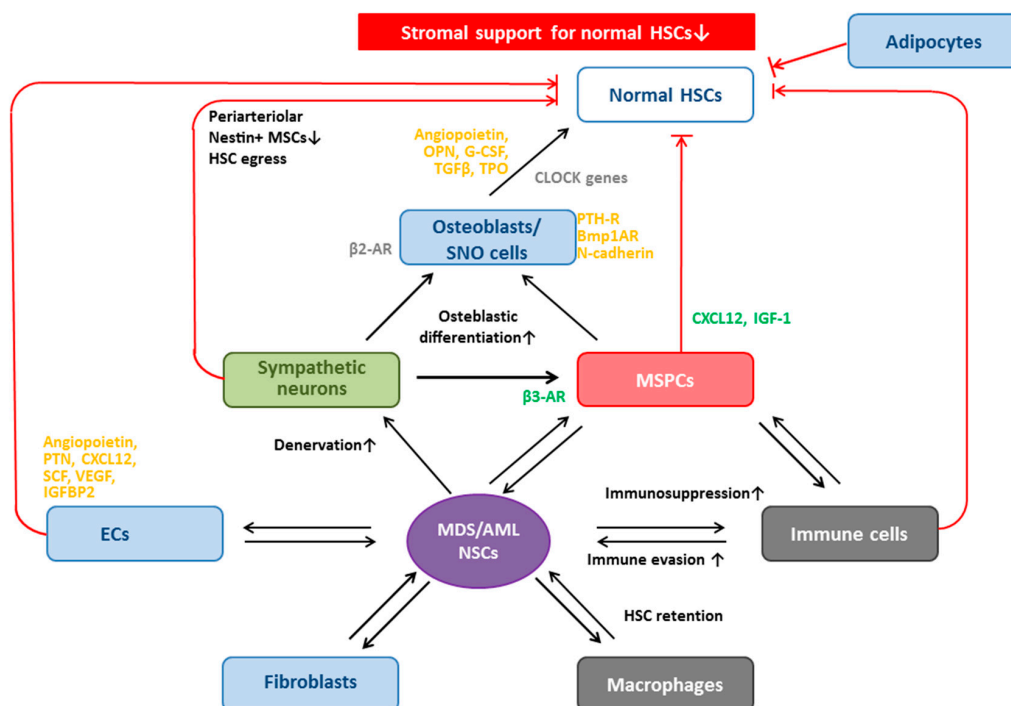 Stromal support for normal HSCs↓
Adipocytes
Normal HSCs
Periarteriolar
Nestin+ MSCs↓
HSC egress
Angiopoietin,
OPN, G-CSF,
TGFβ, TPO
CLOCK genes
β2-AR
Osteoblasts/
SNO cells
PTH-R
Bmp1AR
N-cadherin
Osteblastic
differentiation↑
CXCL12, IGF-1
Sympathetic
neurons
β3-AR
MSPCs
Denervation↑
Angiopoietin,
PTN, CXCL12,
SCF, VEGF,
IGFBP2
ECs
MDS/AML
NSCs
Immunosuppression↑
Immune evasion ↑
Immune cells
HSC retention
Fibroblasts
Macrophages